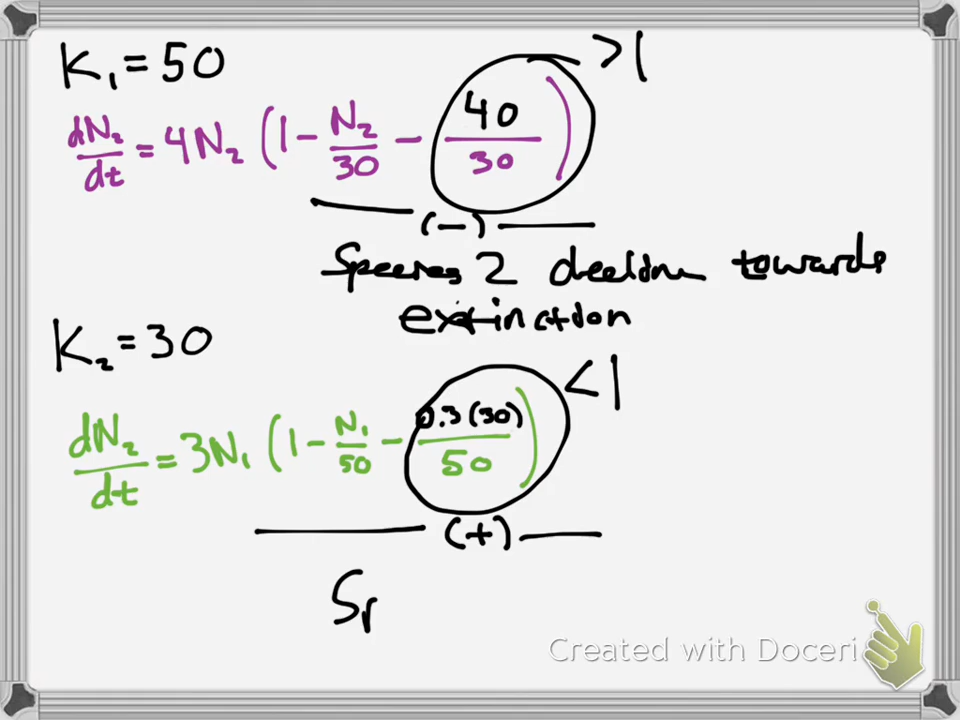 K₁=50
>1
dN₂/dt = 4N₂ (1 - N₂/30 - 40/30)
(-)
Species 2 decline towards
extinction
K₂=30
<1
dN₂/dt = 3N₁ (1 - N₁/50 - 0.3(30)/50)
(+)
Sp
Created with Doceri